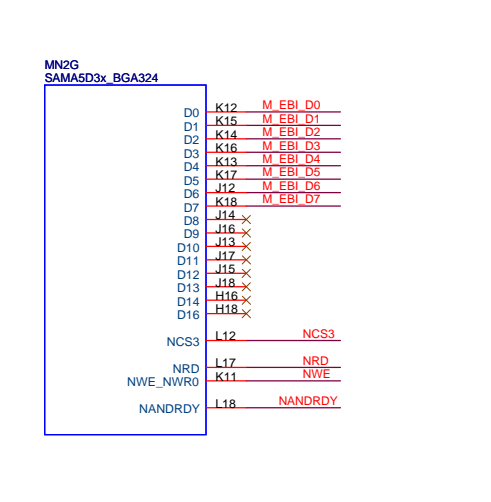 MN2G
SAMA5D3x_BGA324
D0 K12 M_EBI_D0
D1 K15 M_EBI_D1
D2 K14 M_EBI_D2
D3 K16 M_EBI_D3
D4 K13 M_EBI_D4
D5 K17 M_EBI_D5
D6 J12 M_EBI_D6
D7 K18 M_EBI_D7
D8 J14
D9 J16
D10 J13
D11 J17
D12 J15
D13 J18
D14 H16
D16 H18
NCS3 L12 NCS3
NRD L17 NRD
NWE_NWR0 K11 NWE
NANDRDY L18 NANDRDY